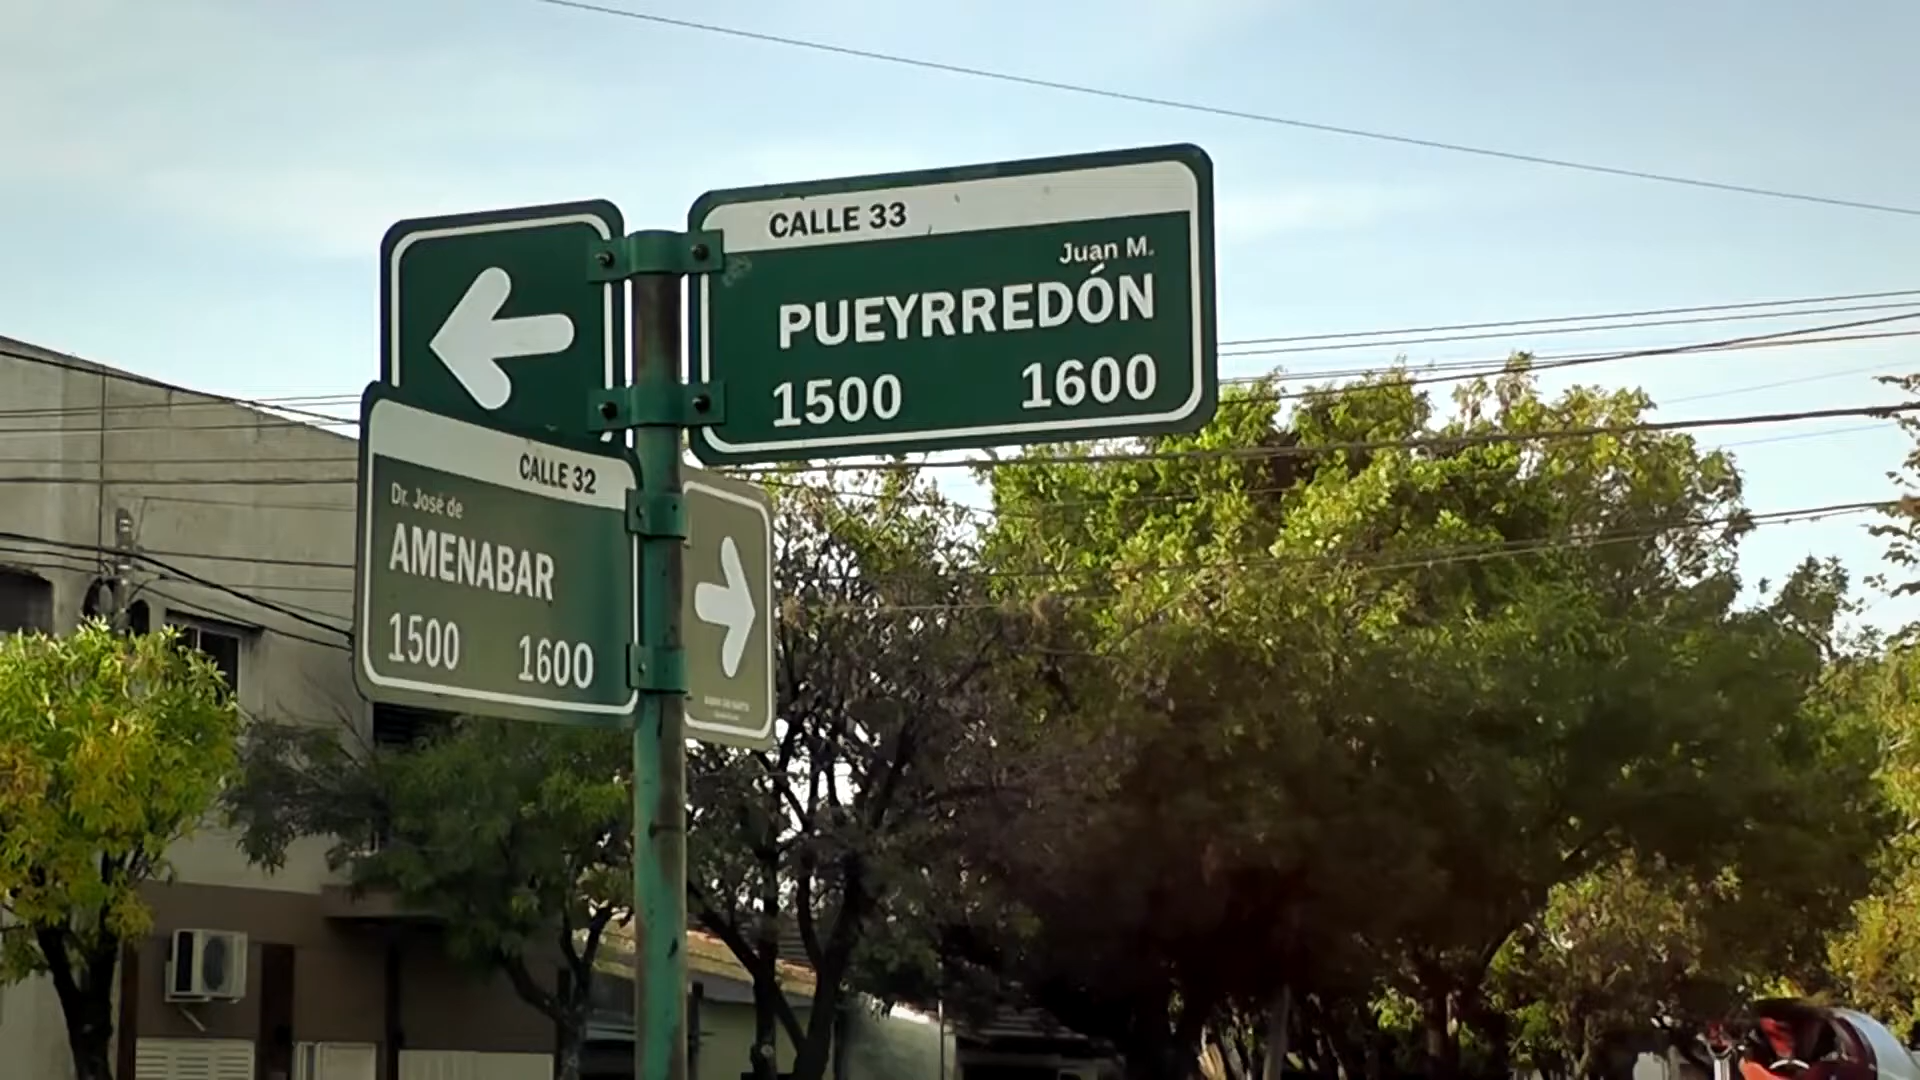 CALLE 33
Juan M.
PUEYRREDÓN
1500 1600
CALLE 32
Dr. José de
AMENABAR
1500 1600